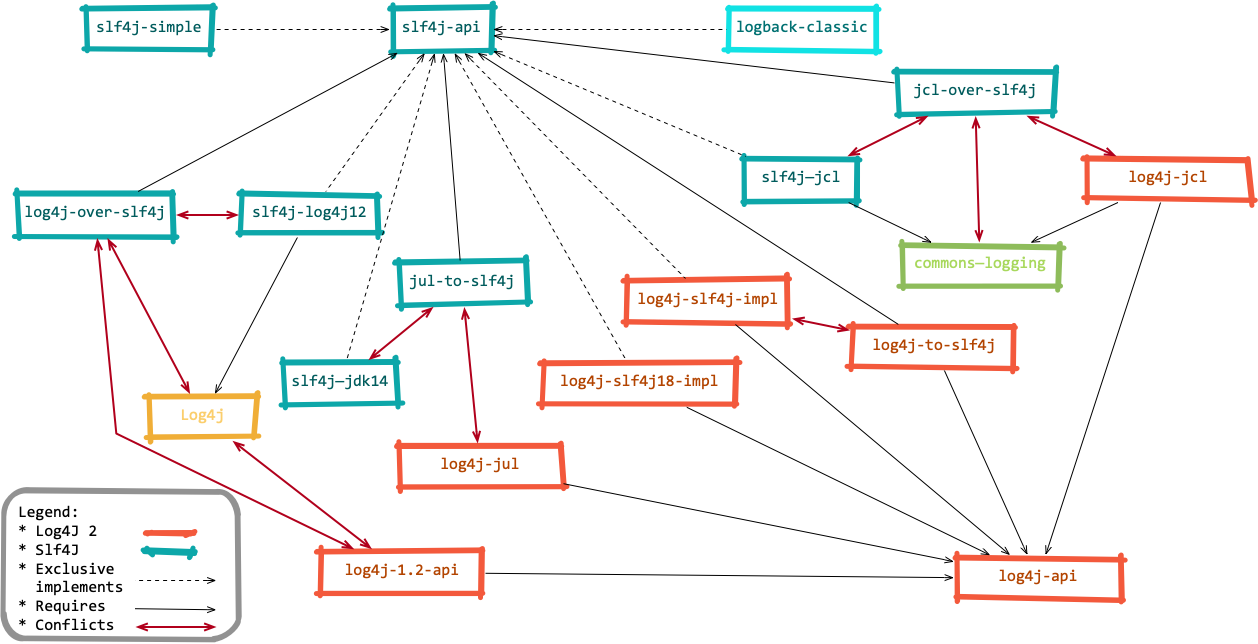 slf4j-simple
slf4j-api
logback-classic
jcl-over-slf4j
slf4j—jcl
log4j-jcl
log4j-over-slf4j
slf4j-log4j12
commons—logging
jul-to-slf4j
log4j-slf4j-impl
log4j-to-slf4j
slf4j—jdk14
log4j-slf4j18-impl
Log4j
log4j-jul
log4j-1.2-api
log4j-api
Legend:
* Log4J 2
* Slf4J
* Exclusive
implements
* Requires
* Conflicts